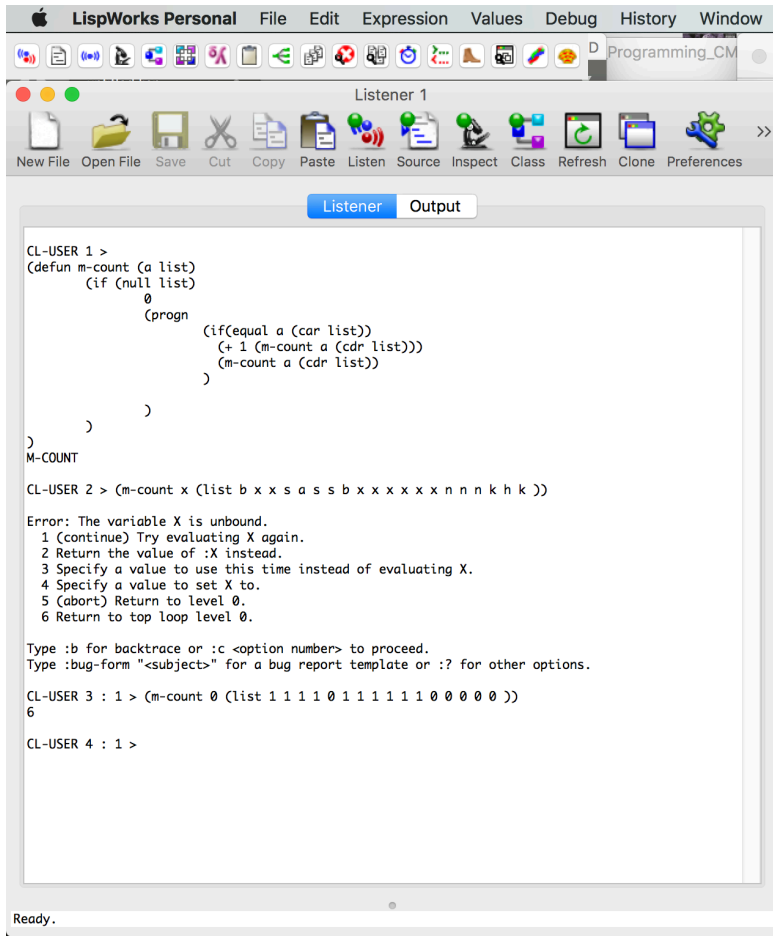 LispWorks Personal File Edit Expression Values Debug History Window
D Programming_CM
Listener 1
New File Open File Save Cut Copy Paste Listen Source Inspect Class Refresh Clone Preferences
Listener Output
CL-USER 1 >
(defun m-count (a list)
(if (null list)
0
(progn
(if(equal a (car list))
(+ 1 (m-count a (cdr list)))
(m-count a (cdr list))
)
)
)
)
M-COUNT
CL-USER 2 > (m-count x (list b x x s a s s b x x x x x x n n n k h k ))
Error: The variable X is unbound.
1 (continue) Try evaluating X again.
2 Return the value of :X instead.
3 Specify a value to use this time instead of evaluating X.
4 Specify a value to set X to.
5 (abort) Return to level 0.
6 Return to top loop level 0.
Type :b for backtrace or :c <option number> to proceed.
Type :bug-form "<subject>" for a bug report template or :? for other options.
CL-USER 3 : 1 > (m-count 0 (list 1 1 1 1 0 1 1 1 1 1 1 0 0 0 0 0 ))
6
CL-USER 4 : 1 >
Ready.